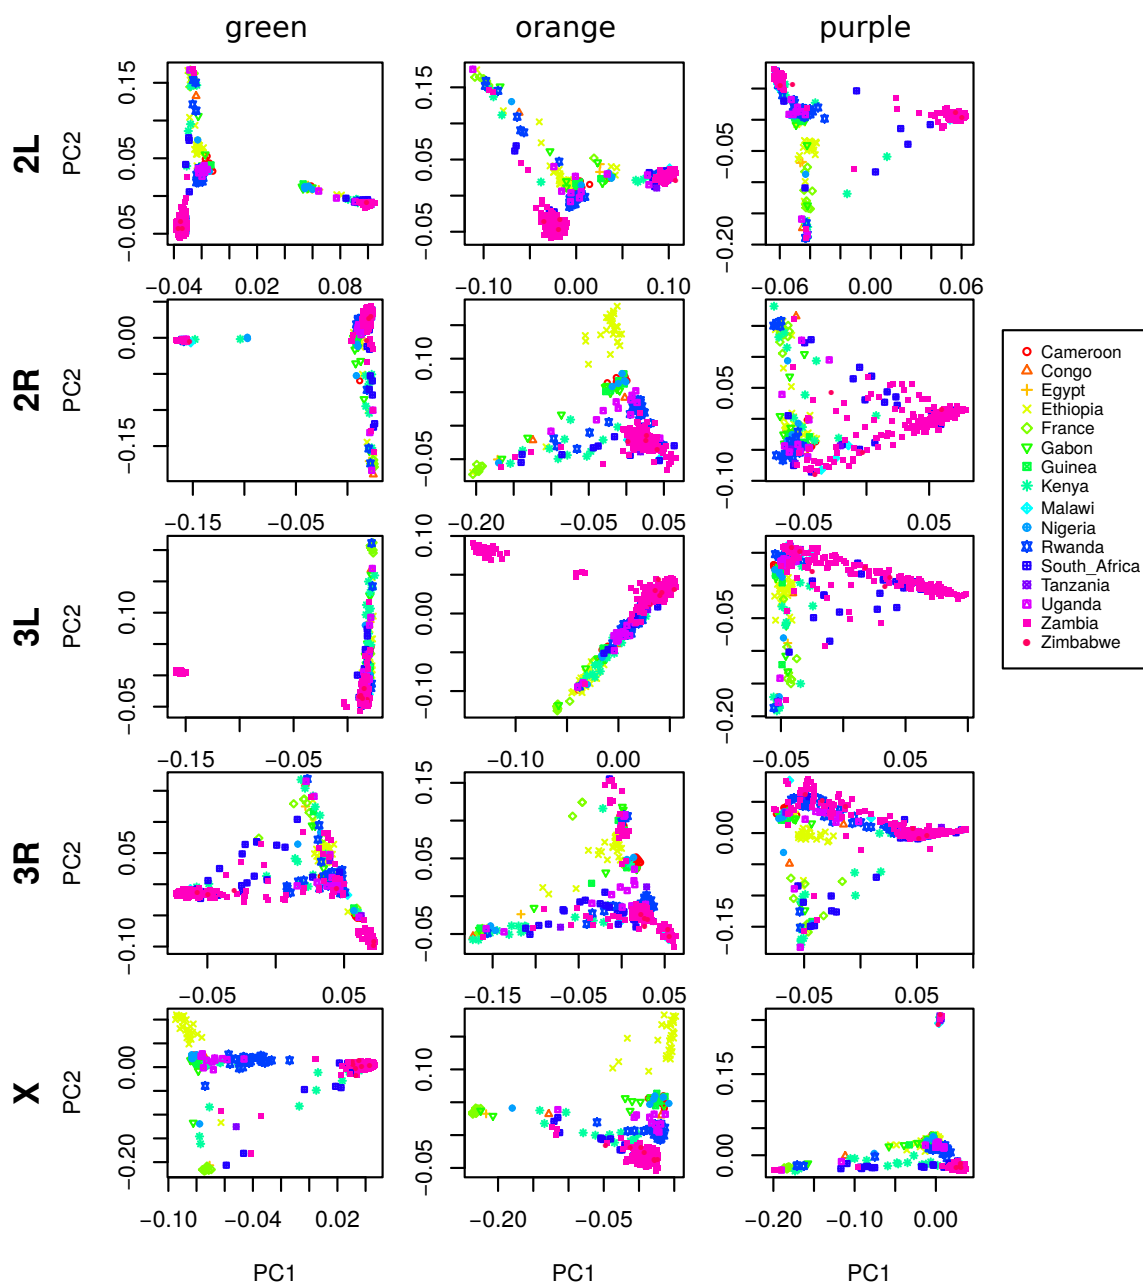 green orange purple
2L
PC2
0.15
0.05
−0.05
0.15
0.05
−0.05
−0.05
−0.20
−0.04 0.02 0.08
−0.10 0.00 0.10
−0.06 0.00 0.06
2R
PC2
0.00
−0.15
0.10
−0.05
0.05
−0.10
−0.15 −0.05
−0.20 −0.05 0.05
−0.05 0.05
Cameroon
Congo
Egypt
Ethiopia
France
Gabon
Guinea
Kenya
Malawi
Nigeria
Rwanda
South_Africa
Tanzania
Uganda
Zambia
Zimbabwe
3L
PC2
0.10
−0.05
0.10
0.00
−0.10
−0.05
−0.20
−0.15 −0.05
−0.10 0.00
−0.05 0.05
3R
PC2
0.05
−0.10
0.15
0.05
−0.05
0.00
−0.15
−0.05 0.05
−0.15 −0.05 0.05
−0.05 0.05
X
PC2
0.00
−0.20
0.10
−0.05
0.15
0.00
−0.10 −0.04 0.02
−0.20 −0.05
−0.20 −0.10 0.00
PC1 PC1 PC1